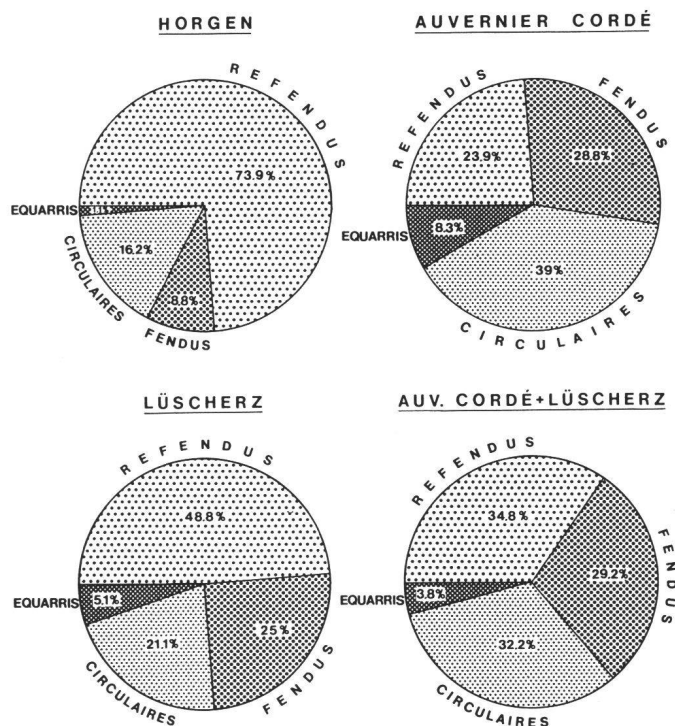 HORGEN
REFENDUS
73.9%
EQUARRIS
16.2%
CIRCULAIRES
8.8%
FENDUS
AUVERNIER CORDÉ
REFENDUS
FENDUS
23.9%
28.8%
EQUARRIS
8.3%
39%
CIRCULAIRES
LÜSCHERZ
REFENDUS
48.8%
EQUARRIS
5.1%
21.1%
25%
CIRCULAIRES
FENDUS
AUV. CORDÉ+LÜSCHERZ
REFENDUS
34.8%
FENDUS
29.2%
EQUARRIS
3.8%
32.2%
CIRCULAIRES